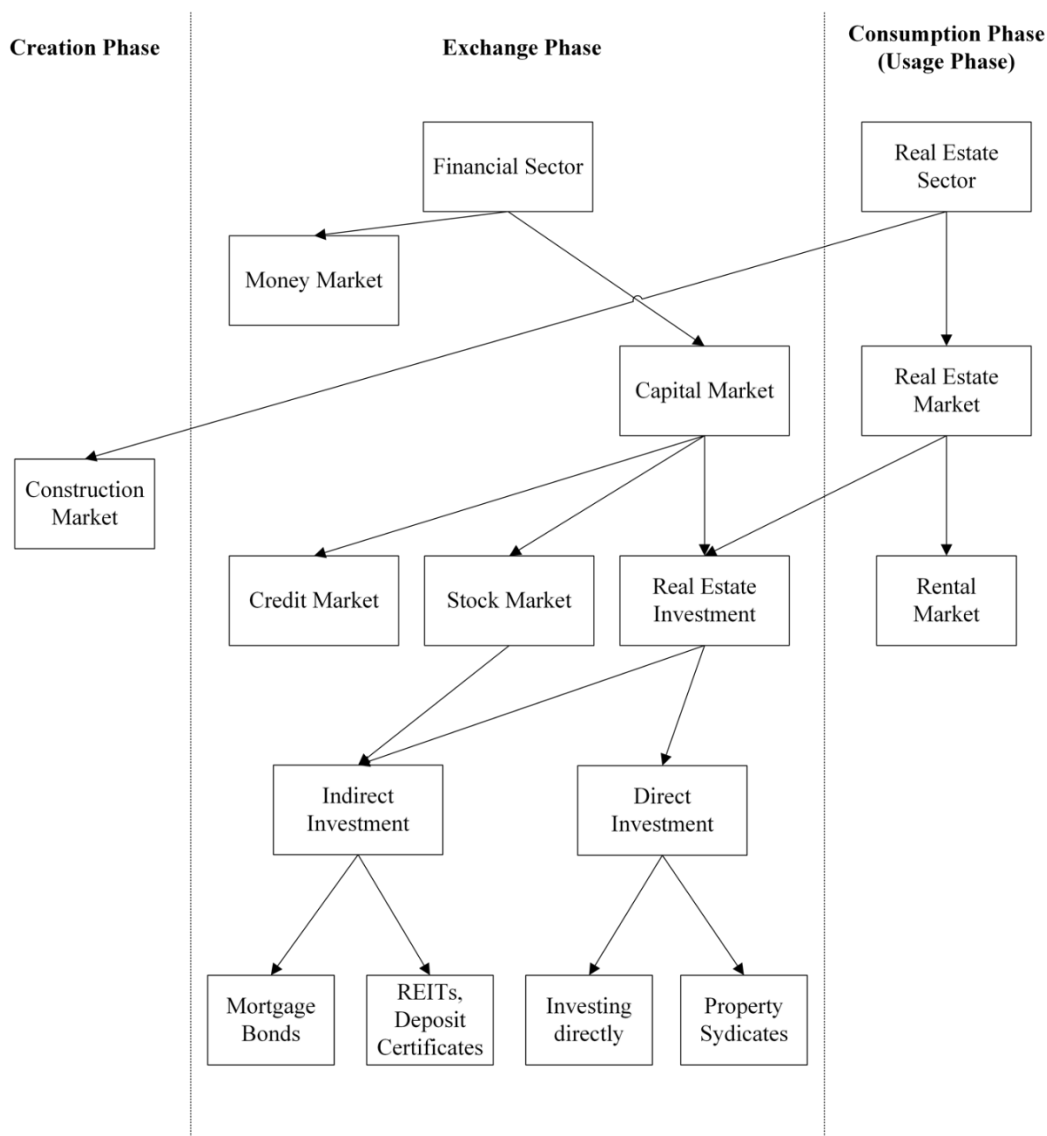 Creation Phase
Exchange Phase
Consumption Phase
(Usage Phase)
Financial Sector
Real Estate
Sector
Money Market
Capital Market
Real Estate
Market
Construction
Market
Credit Market
Stock Market
Real Estate
Investment
Rental
Market
Indirect
Investment
Direct
Investment
Mortgage
Bonds
REITs,
Deposit
Certificates
Investing
directly
Property
Sydicates